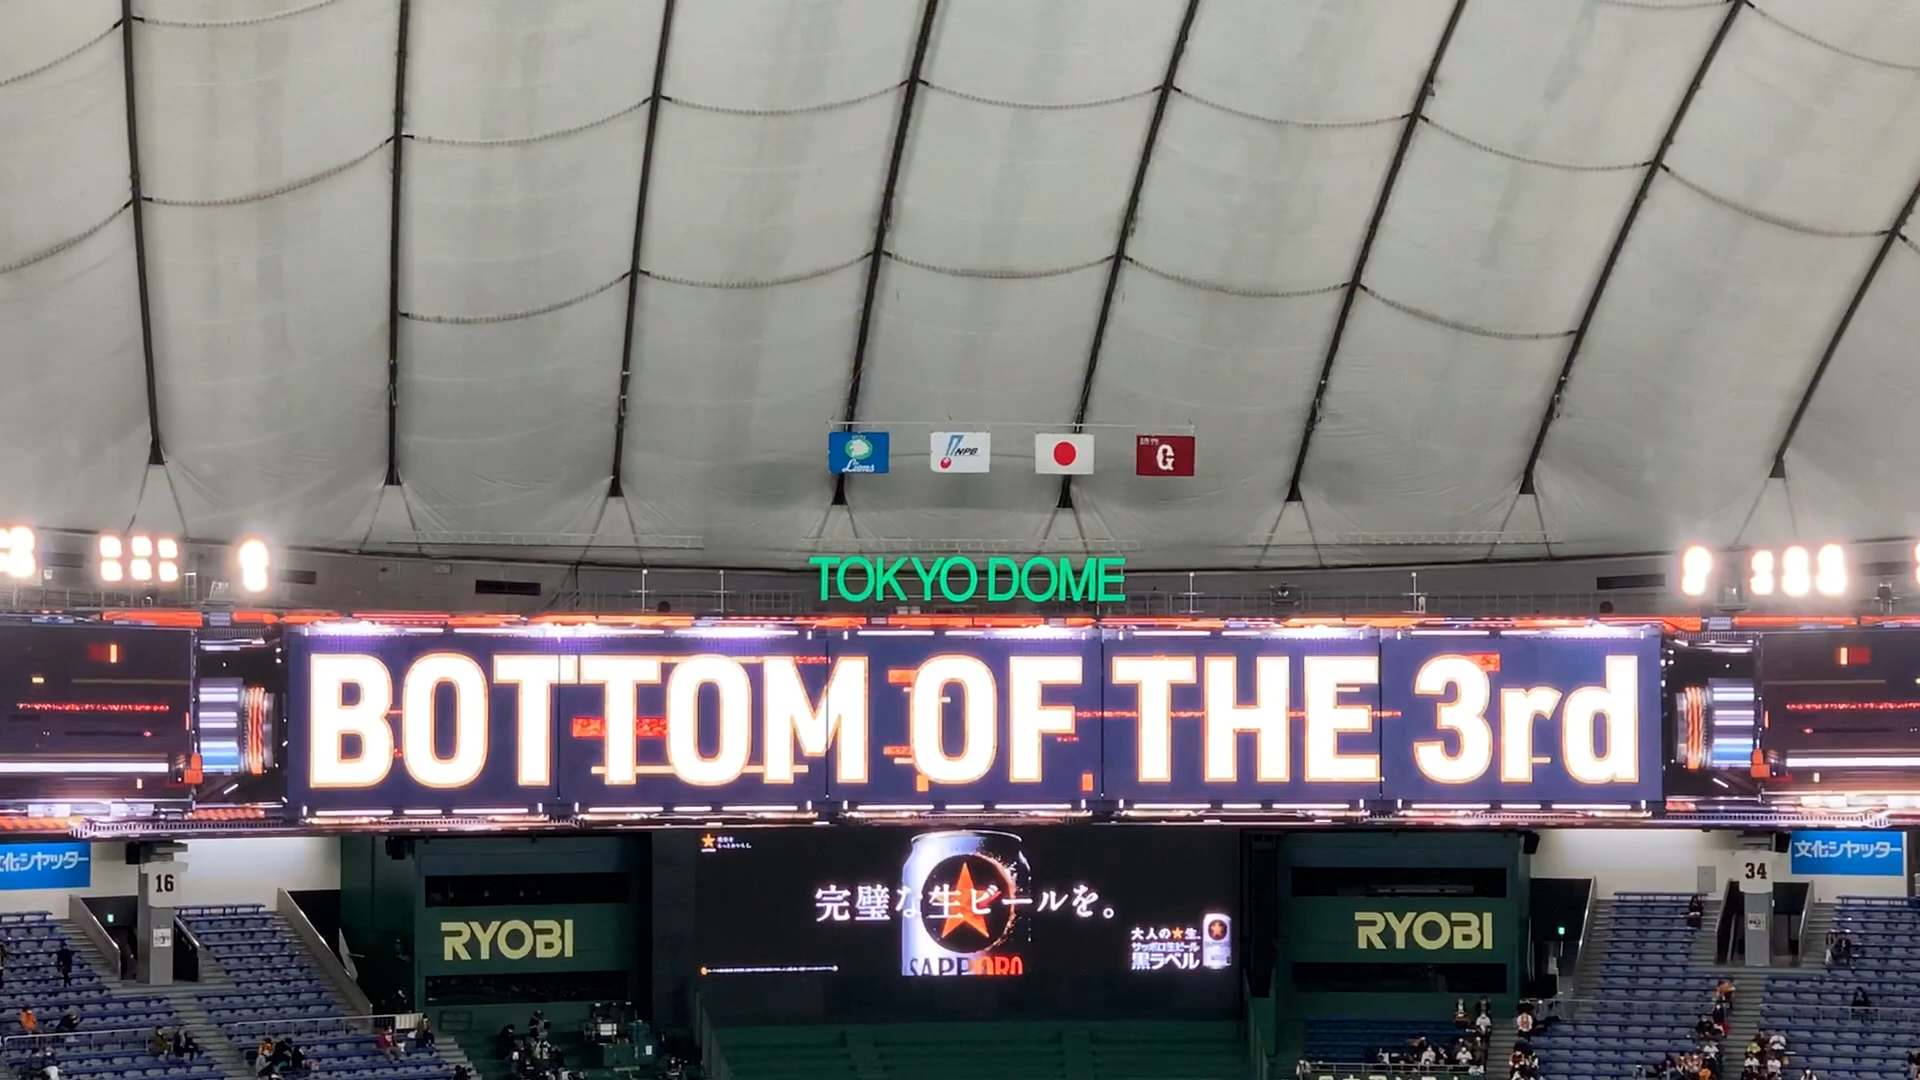 Lions
NPB
G
TOKYO DOME
BOTTOM OF THE 3rd
文化シヤッター
文化シヤッター
16
34
RYOBI
完璧な生ビールを。
RYOBI
SAPPORO
大人の★生。
サッポロ生ビール
黒ラベル